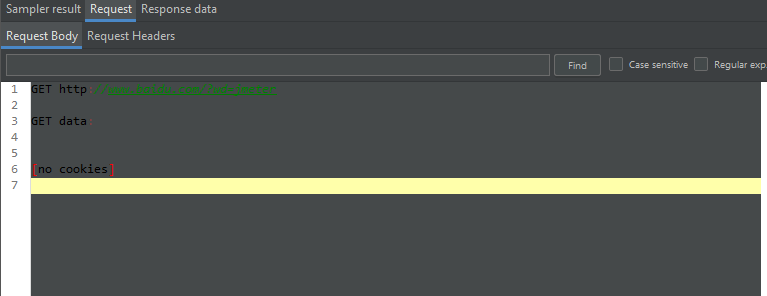 Sampler result Request Response data
Request Body Request Headers
Find Case sensitive Regular exp
1 GET http
2
3 GET data
4
5
6 [no cookies]
7